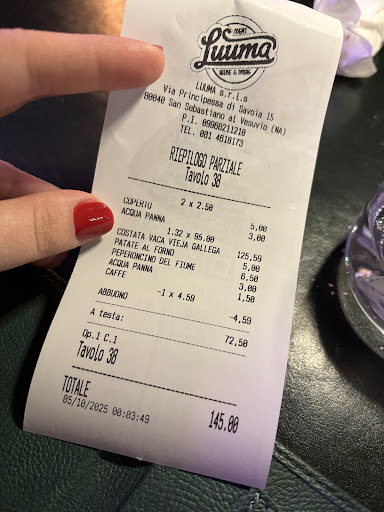 TOGHT
Luuma
BEONE & DRINK
LUUMA s.r.l.s
Via Principessa di Savoia 15
80040 San Sebastiano al Vesuvio (NA)
P.I. 09968211210
TEL. 081 4618173
RIEPILOGO PARZIALE
Tavolo 38
2 x 2.50
COPERTO 5,00
ACQUA PANNA 3,00
1.32 x 95.00
COSTATA VACA VIEJA GALLEGA 125,59
PATATE AL FORNO 5,00
PEPERONCINO DEL FIUME 6,50
ACQUA PANNA 3,00
CAFFE 1,50
-1 x 4.59
ABBUONO -4,59
A testa: 72,50
Op.1 C.1
Tavolo 38
TOTALE 145.00
05/10/2025 00:03:49